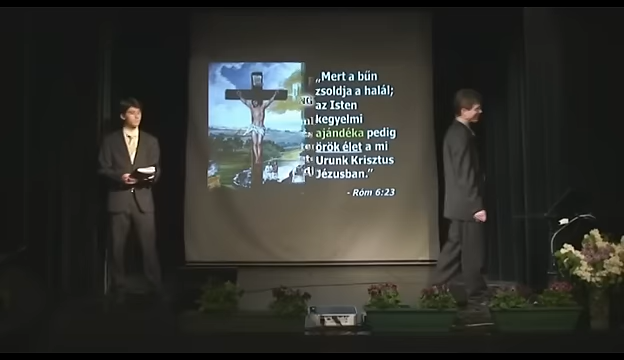 „Mert a bűn
zsoldja a halál;
az Isten
kegyelmi
ajándéka pedig
örök élet a mi
Urunk Krisztus
Jézusban.”
- Róm 6:23